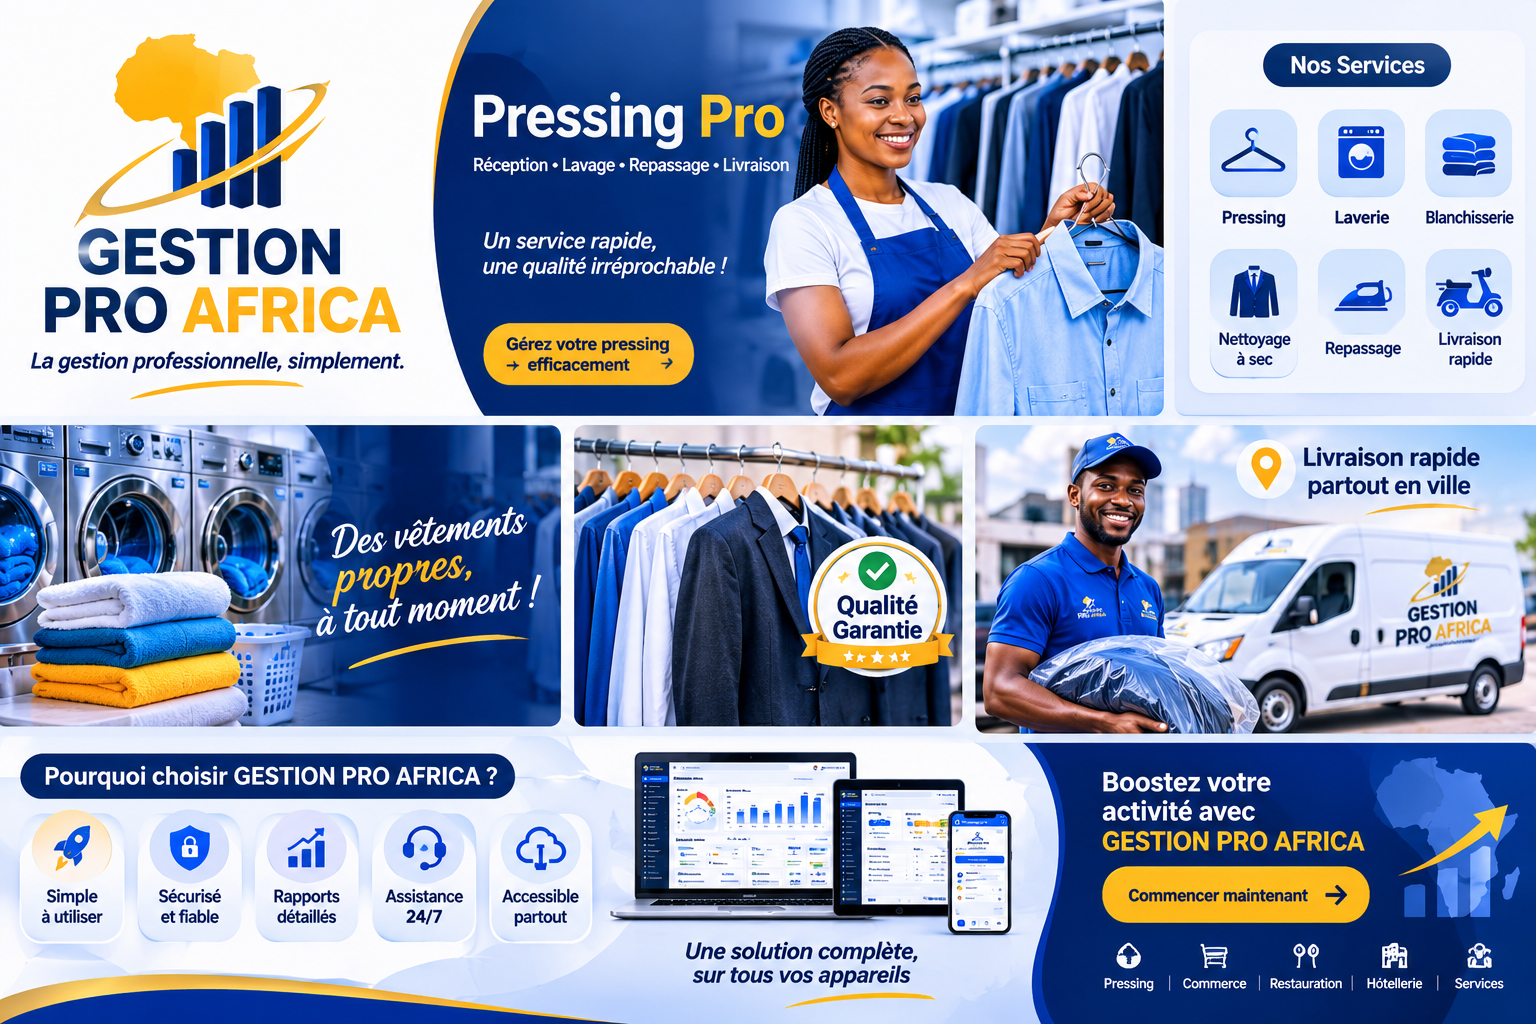 GESTION
PRO AFRICA
La gestion professionnelle, simplement.
Pressing Pro
Réception • Lavage • Repassage • Livraison
Un service rapide,
une qualité irréprochable !
Gérez votre pressing
→ efficacement →
Nos Services
Pressing
Laverie
Blanchisserie
Nettoyage
à sec
Repassage
Livraison
rapide
Des vêtements
propres,
à tout moment !
Qualité
Garantie
Livraison rapide
partout en ville
GESTION
PRO AFRICA
Pourquoi choisir GESTION PRO AFRICA ?
Simple
à utiliser
Sécurisé
et fiable
Rapports
détaillés
Assistance
24/7
Accessible
partout
Une solution complète,
sur tous vos appareils
Boostez votre
activité avec
GESTION PRO AFRICA
Commencer maintenant →
Pressing | Commerce | Restauration | Hôtellerie | Services